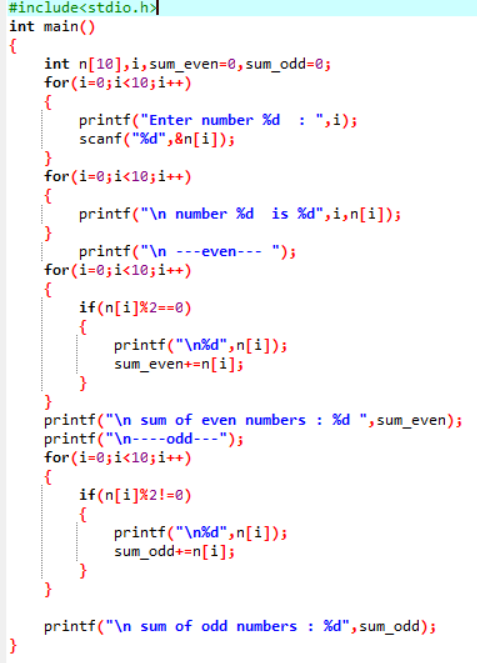 #include<stdio.h>
int main()
{
    int n[10],i,sum_even=0,sum_odd=0;
    for(i=0;i<10;i++)
    {
        printf("Enter number %d  : ",i);
        scanf("%d",&n[i]);
    }
    for(i=0;i<10;i++)
    {
        printf("\n number %d  is %d",i,n[i]);
    }
        printf("\n ---even--- ");
    for(i=0;i<10;i++)
    {
        if(n[i]%2==0)
        {
            printf("\n%d",n[i]);
            sum_even+=n[i];
        }
    }
    printf("\n sum of even numbers : %d ",sum_even);
    printf("\n----odd---");
    for(i=0;i<10;i++)
    {
        if(n[i]%2!=0)
        {
            printf("\n%d",n[i]);
            sum_odd+=n[i];
        }
    }

    printf("\n sum of odd numbers : %d",sum_odd);
}